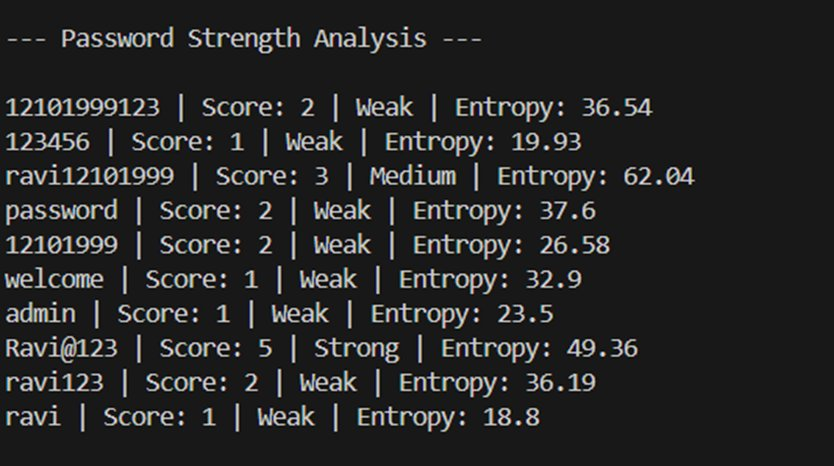 --- Password Strength Analysis ---
12101999123 | Score: 2 | Weak | Entropy: 36.54
123456 | Score: 1 | Weak | Entropy: 19.93
ravi12101999 | Score: 3 | Medium | Entropy: 62.04
password | Score: 2 | Weak | Entropy: 37.6
12101999 | Score: 2 | Weak | Entropy: 26.58
welcome | Score: 1 | Weak | Entropy: 32.9
admin | Score: 1 | Weak | Entropy: 23.5
Ravi@123 | Score: 5 | Strong | Entropy: 49.36
ravi123 | Score: 2 | Weak | Entropy: 36.19
ravi | Score: 1 | Weak | Entropy: 18.8